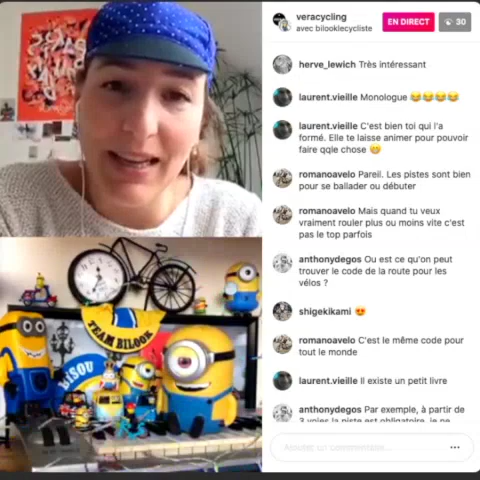 veracycling
avec bilooklecycliste
EN DIRECT
30
herve_lewich Très intéressant
laurent.vieille Monologue 😂😂😂😂
laurent.vieille C'est bien toi qui l'a
formé. Elle te laisse animer pour pouvoir
faire qqle chose 😁
romanoavelo Pareil. Les pistes sont bien
pour se ballader ou débuter
romanoavelo Mais quand tu veux
vraiment rouler plus ou moins vite c'est
pas le top parfois
anthonydegos Ou est ce qu'on peut
trouver le code de la route pour les
vélos ?
shigekikami 😍
romanoavelo C'est le même code pour
tout le monde
laurent.vieille Il existe un petit livre
anthonydegos Par exemple, à partir de
3 voies la piste est obligatoire, je ne
Ajouter un commentaire...
TEAM BILOOK
BISOU